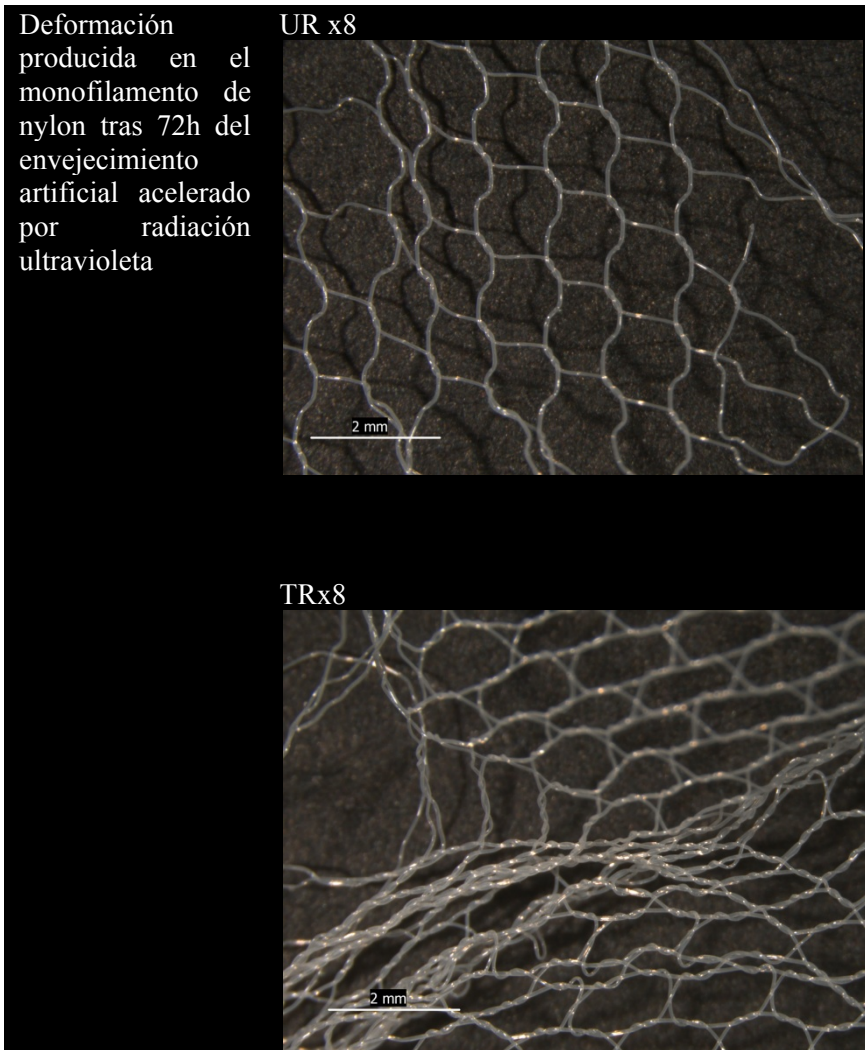 Deformación
producida en el
monofilamento de
nylon tras 72h del
envejecimiento
artificial acelerado
por radiación
ultravioleta
UR x8
2 mm
TRx8
2 mm